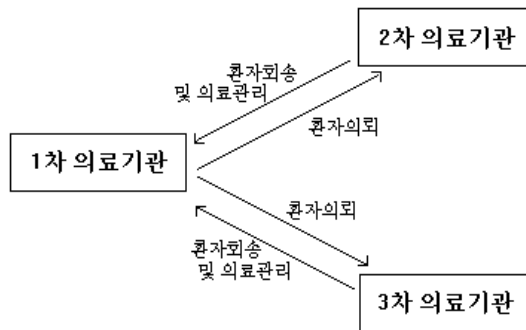 2차 의료기관
환자회송
및 의료관리
환자의뢰
1차 의료기관
환자의뢰
환자회송
및 의료관리
3차 의료기관